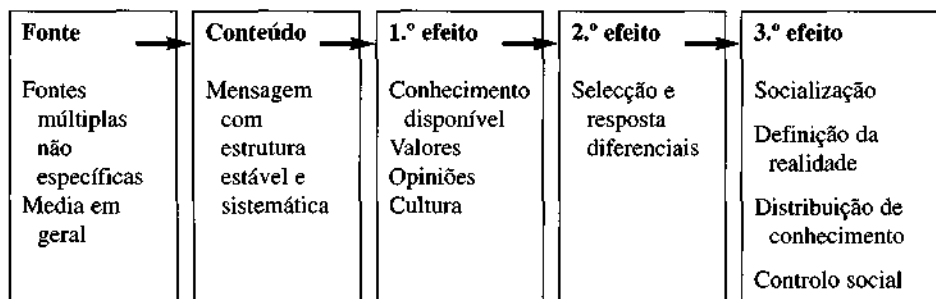 Fonte
Fontes
múltiplas
não
específicas
Media em
geral
Conteúdo
Mensagem
com
estrutura
estável e
sistemática
1.º efeito
Conhecimento
disponível
Valores
Opiniões
Cultura
2.º efeito
Selecção e
resposta
diferenciais
3.º efeito
Socialização
Definição da
realidade
Distribuição de
conhecimento
Controlo social